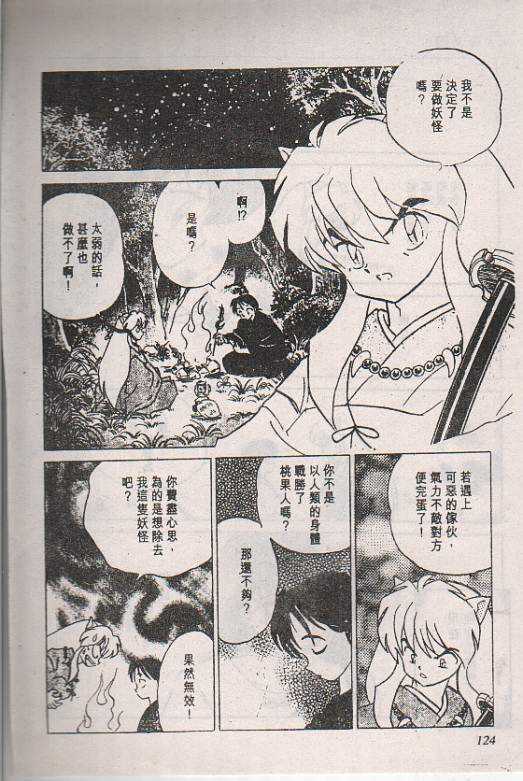 我不是
決定了
要做妖怪
嗎？
啊!?
是嗎？
太弱的話，
甚麼也
做不了啊！
若遇上
可惡的傢伙，
氣力不敵對方
便完蛋了！
你不是
以人類的身體
戰勝了
桃果人嗎？
那還不夠？
你費盡心思，
為的是想除去
我這隻妖怪
吧？
果然無效！
124